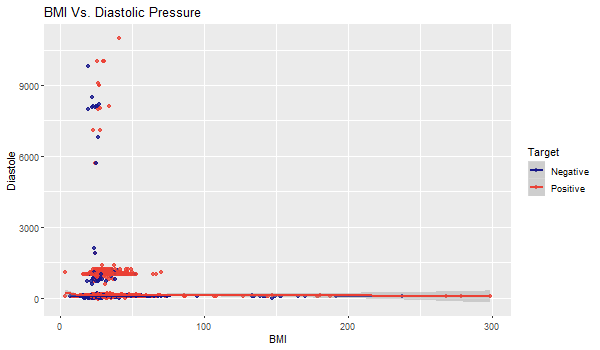 BMI Vs. Diastolic Pressure
9000
6000
3000
0
Diastole
0 100 200 300
BMI
Target
Negative
Positive